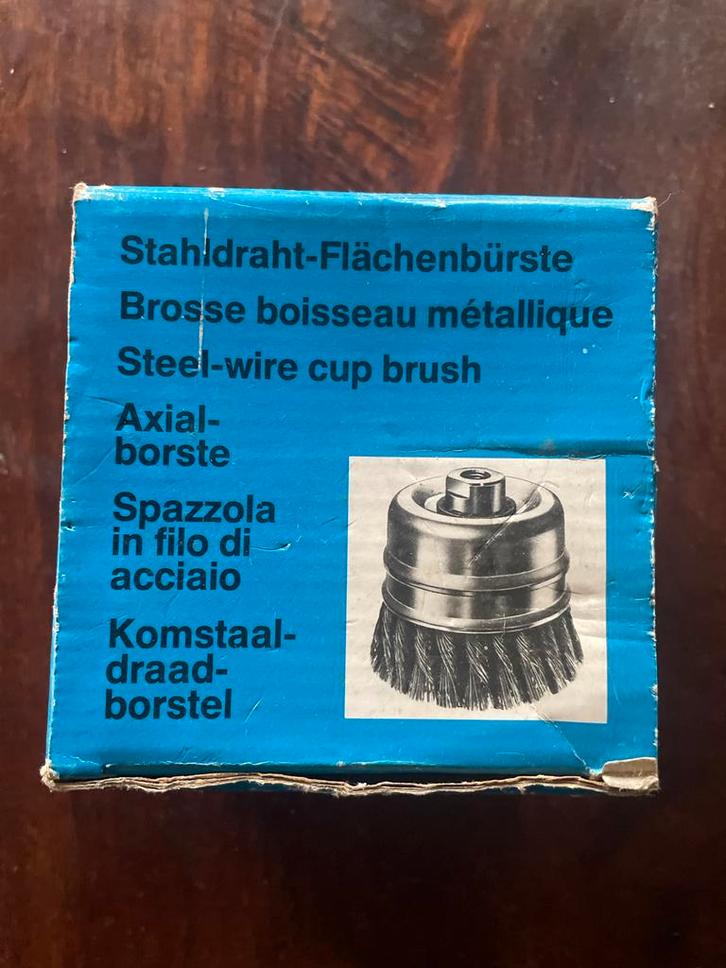 Stahldraht-Flächenbürste
Brosse boisseau métallique
Steel-wire cup brush
Axial-
borste
Spazzola
in filo di
acciaio
Komstaal-
draad-
borstel